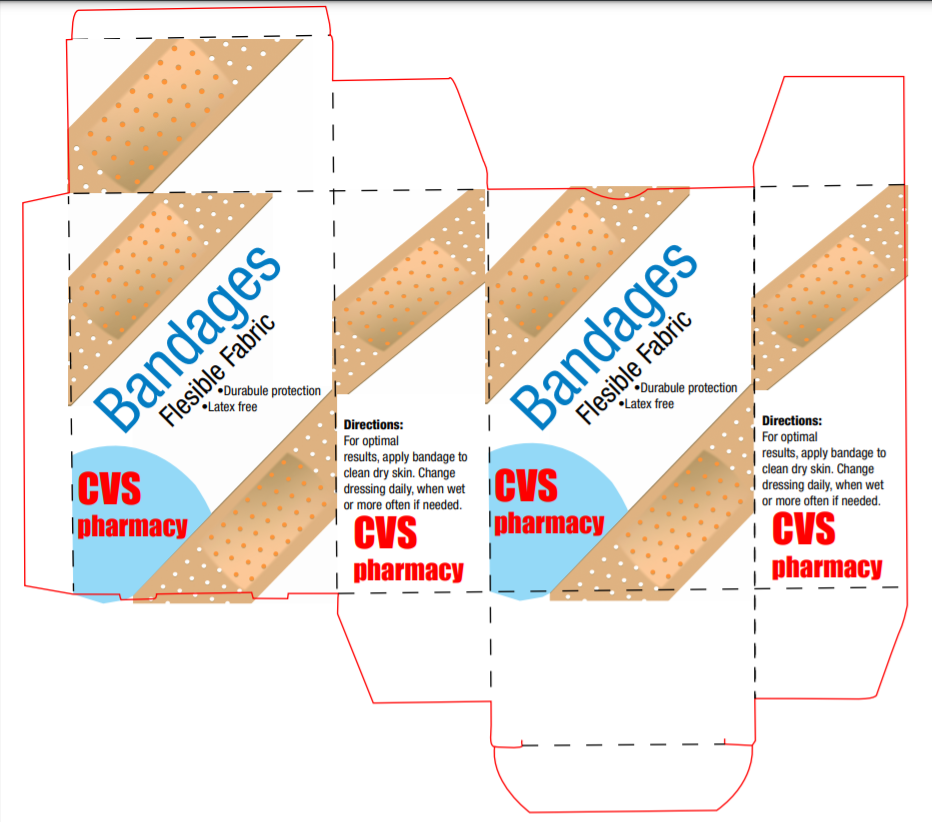 Bandages
Flesible Fabric
•Durabule protection
•Latex free
CVS
pharmacy
Directions:
For optimal
results, apply bandage to
clean dry skin. Change
dressing daily, when wet
or more often if needed.
CVS
pharmacy
Bandages
Flesible Fabric
•Durabule protection
•Latex free
CVS
pharmacy
Directions:
For optimal
results, apply bandage to
clean dry skin. Change
dressing daily, when wet
or more often if needed.
CVS
pharmacy